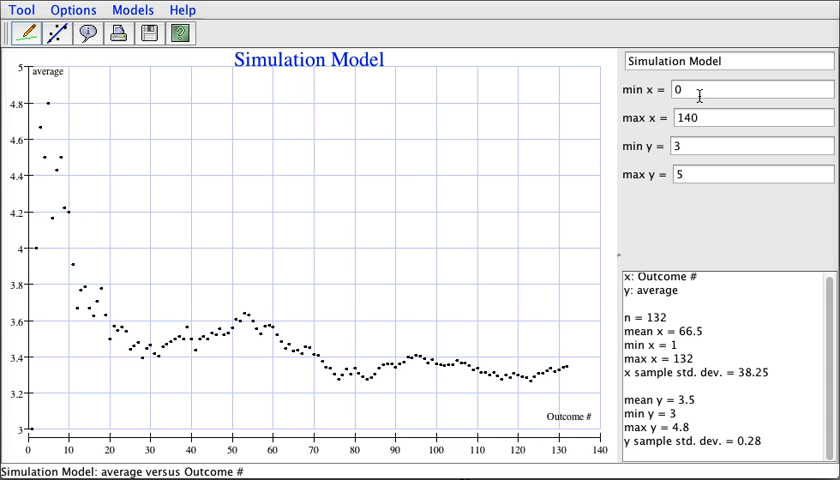 Tool Options Models Help
Simulation Model
average
5
4.8
4.6
4.4
4.2
4
3.8
3.6
3.4
3.2
3
Outcome #
0 10 20 30 40 50 60 70 80 90 100 110 120 130 140
Simulation Model
min x = 0
max x = 140
min y = 3
max y = 5
x: Outcome #
y: average
n = 132
mean x = 66.5
min x = 1
max x = 132
x sample std. dev. = 38.25
mean y = 3.5
min y = 3
max y = 4.8
y sample std. dev. = 0.28
Simulation Model: average versus Outcome #